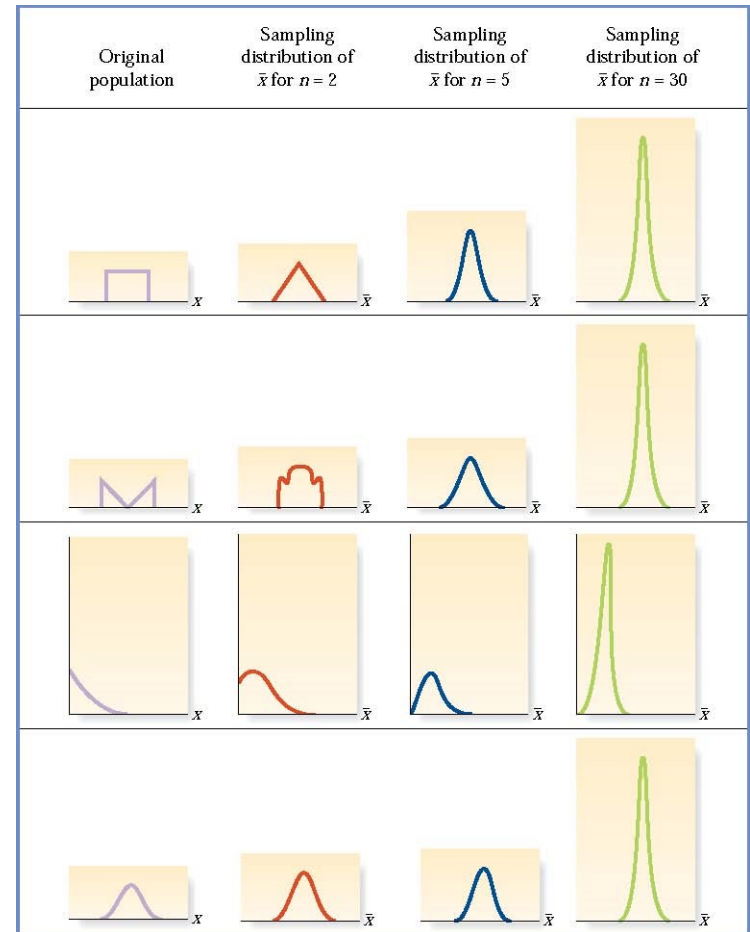 Original
population
Sampling
distribution of
x̄ for n = 2
Sampling
distribution of
x̄ for n = 5
Sampling
distribution of
x̄ for n = 30
x
x̄
x̄
x̄
x
x̄
x̄
x̄
x
x̄
x̄
x̄
x
x̄
x̄
x̄